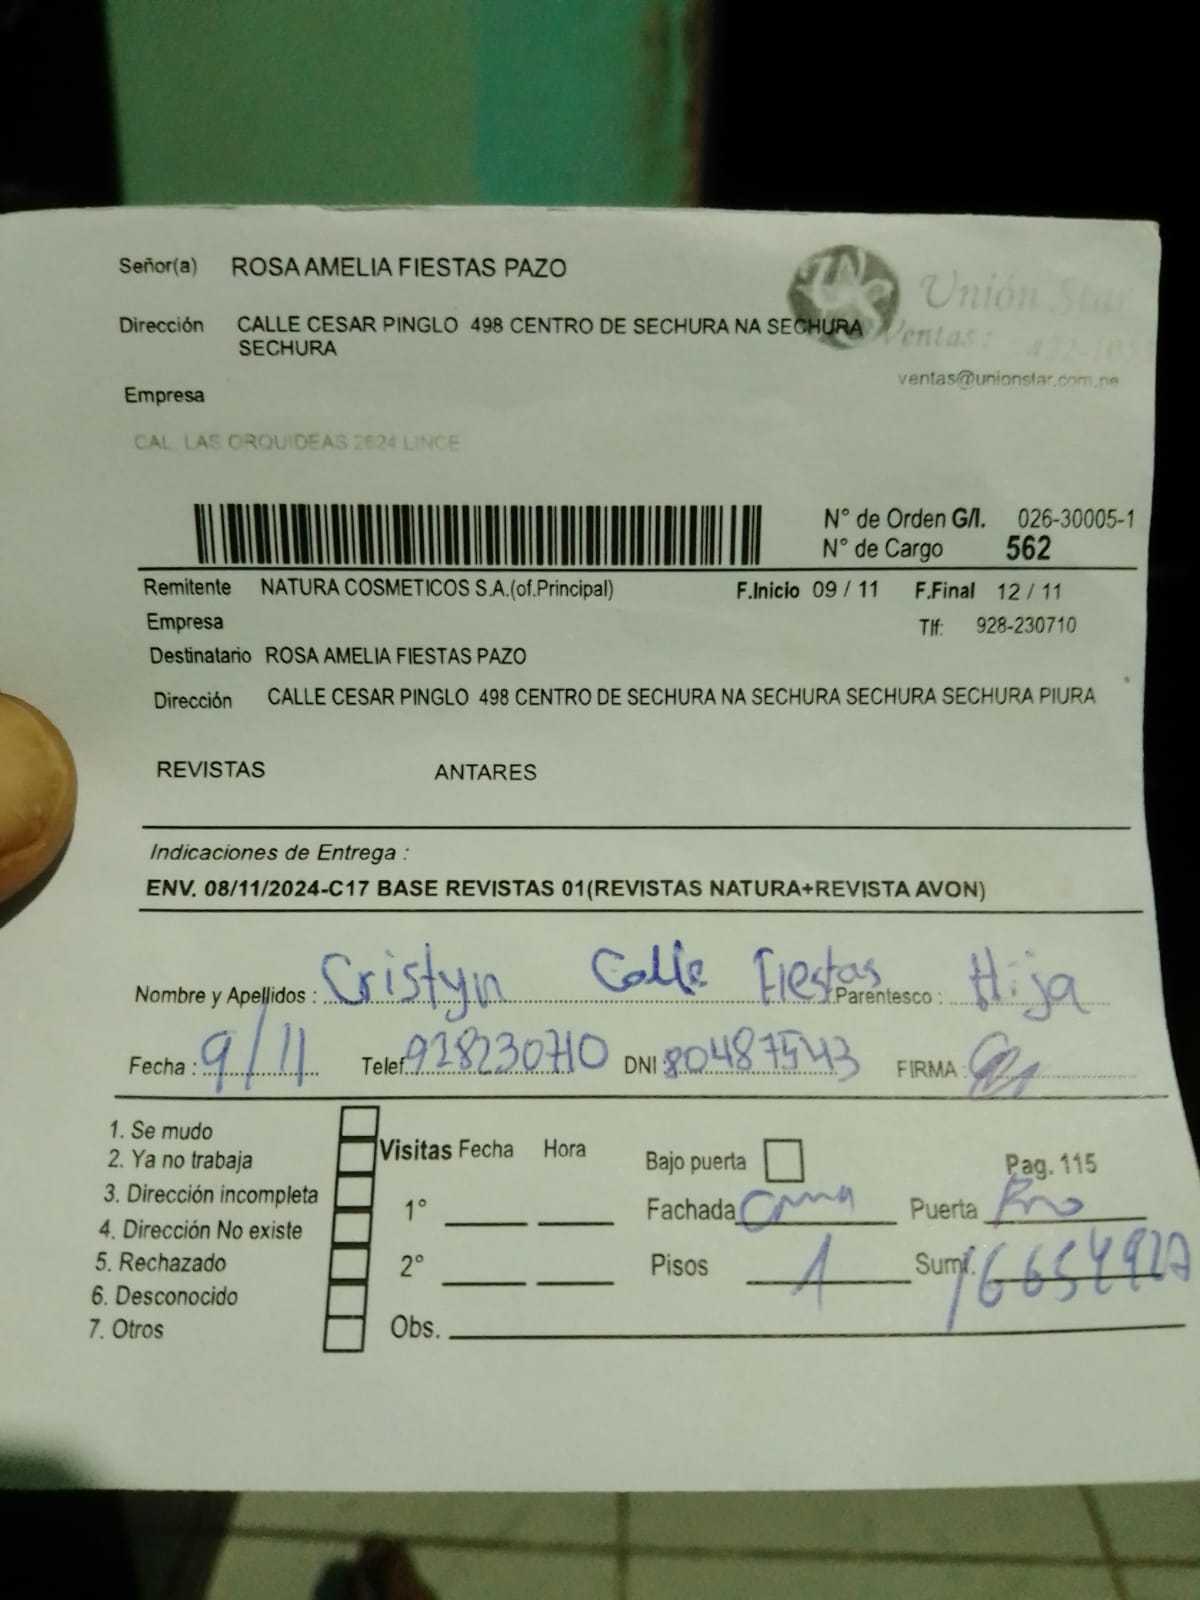 Señor(a) ROSA AMELIA FIESTAS PAZO
Unión Star
Dirección CALLE CESAR PINGLO 498 CENTRO DE SECHURA NA SECHURA
SECHURA
Ventas:
ventas@unionstar.com.pe
Empresa
CAL. LAS ORQUIDEAS 2624 LINCE
N° de Orden G/I. 026-30005-1
N° de Cargo 562
Remitente NATURA COSMETICOS S.A.(of.Principal) F.Inicio 09 / 11 F.Final 12 / 11
Empresa Tlf: 928-230710
Destinatario ROSA AMELIA FIESTAS PAZO
Dirección CALLE CESAR PINGLO 498 CENTRO DE SECHURA NA SECHURA SECHURA SECHURA PIURA
REVISTAS ANTARES
Indicaciones de Entrega :
ENV. 08/11/2024-C17 BASE REVISTAS 01(REVISTAS NATURA+REVISTA AVON)
Nombre y Apellidos : Cristyn Calle Fiestas Parentesco : Hija
Fecha : 9/11 Telef. 928230710 DNI 80487543 FIRMA :
1. Se mudo
2. Ya no trabaja
3. Dirección incompleta
4. Dirección No existe
5. Rechazado
6. Desconocido
7. Otros
Visitas Fecha Hora
1°
2°
Obs.
Bajo puerta Pag. 115
Fachada Puerta
Pisos 1 Sum.